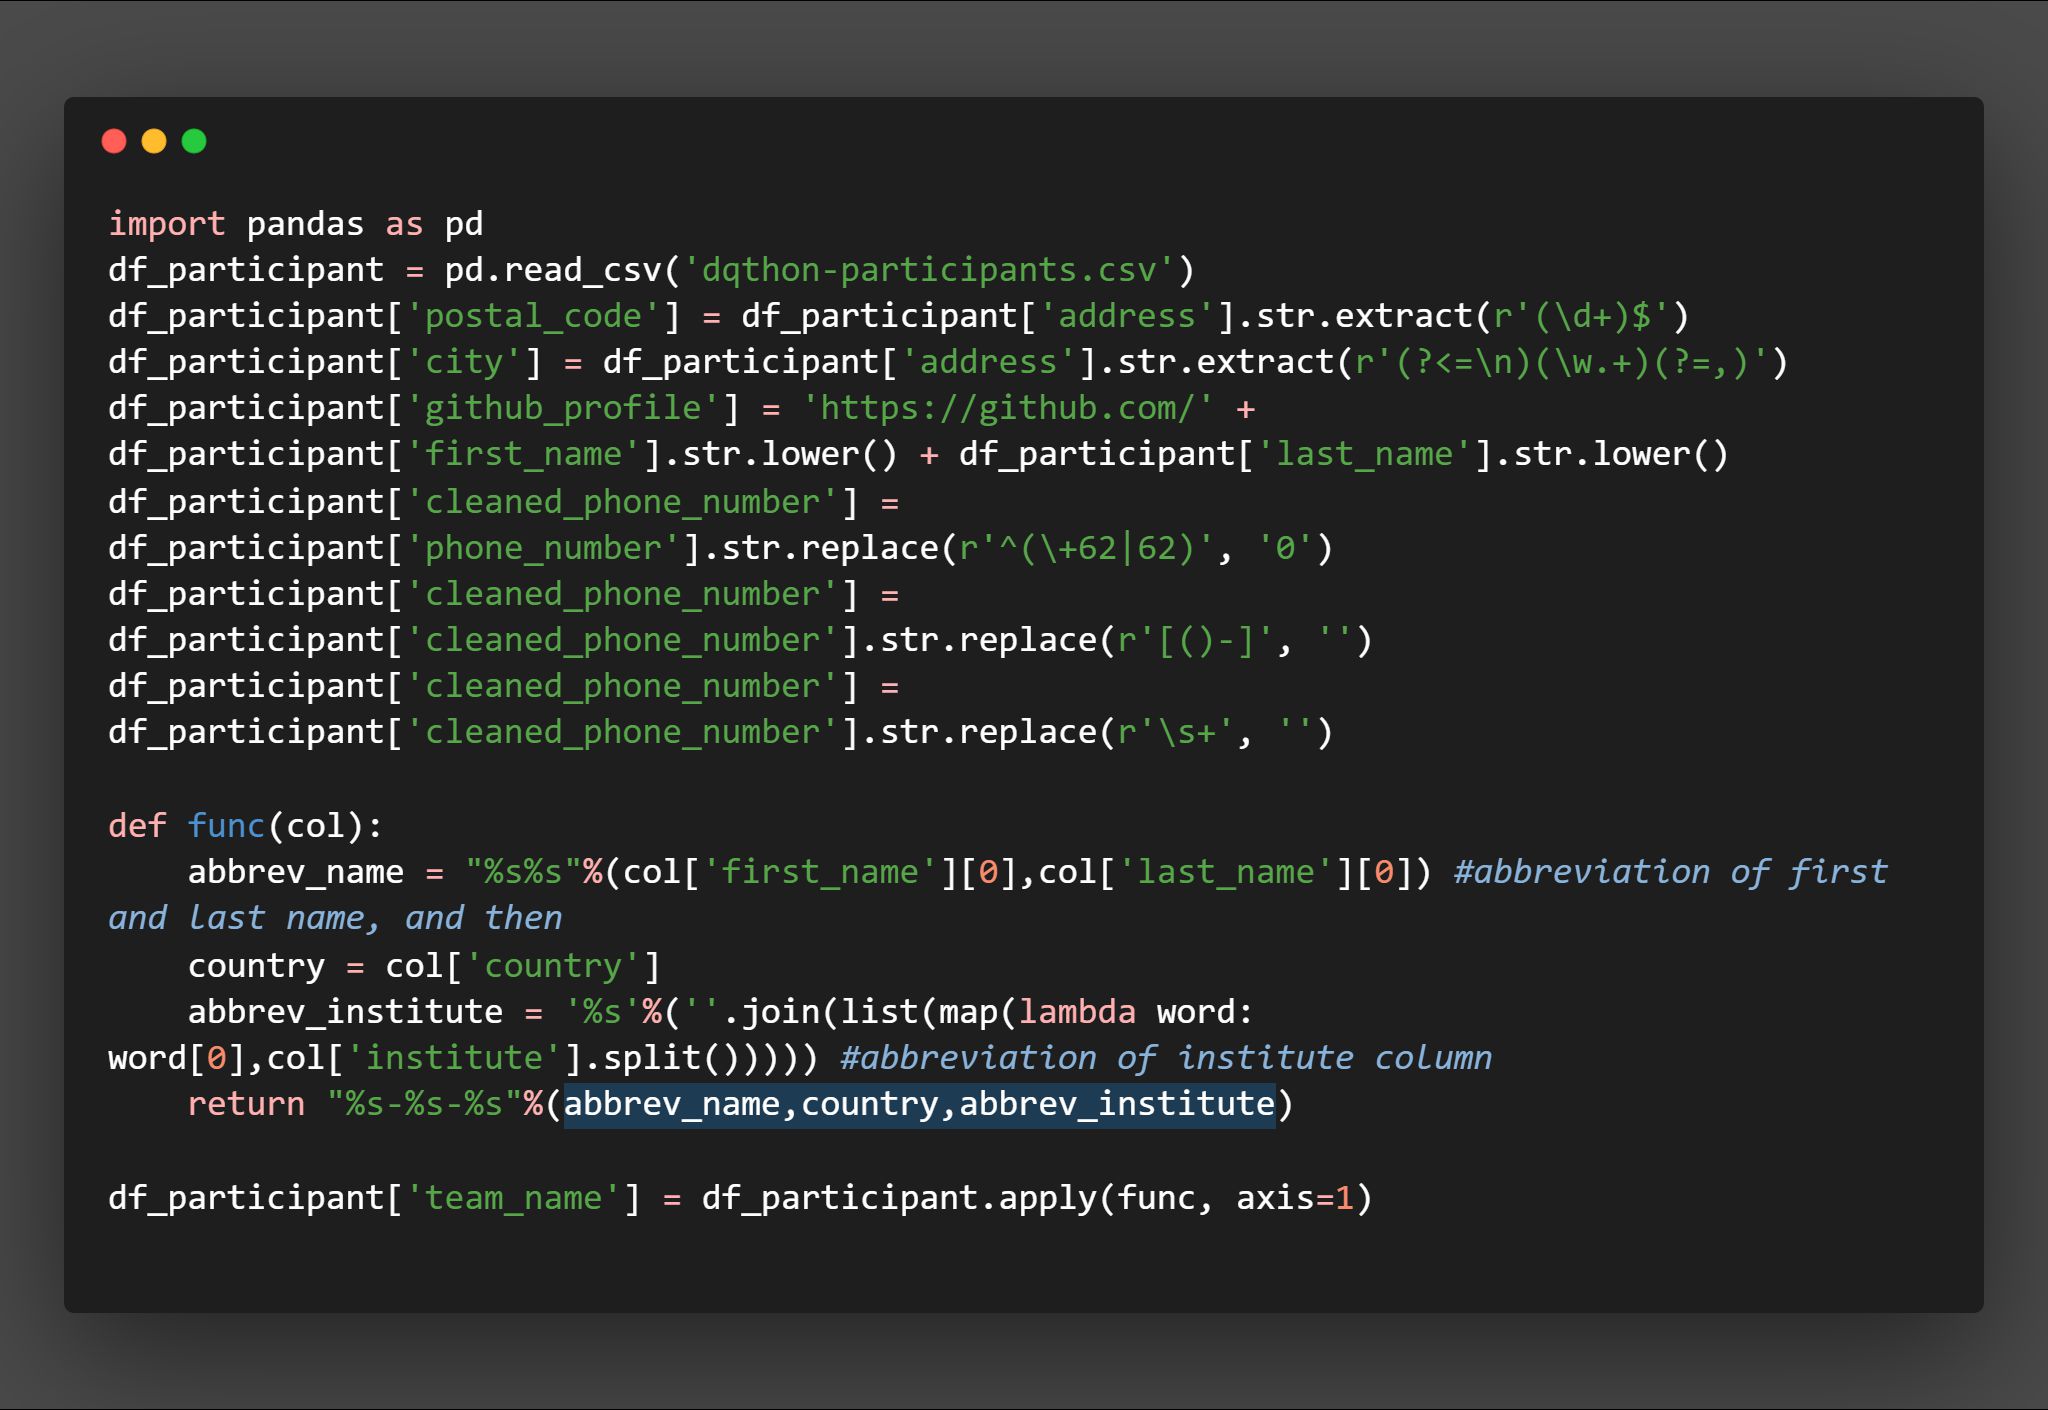 import pandas as pd
df_participant = pd.read_csv('dqthon-participants.csv')
df_participant['postal_code'] = df_participant['address'].str.extract(r'(\d+)$')
df_participant['city'] = df_participant['address'].str.extract(r'(?<=\n)(\w.+)(?=,)')
df_participant['github_profile'] = 'https://github.com/' +
df_participant['first_name'].str.lower() + df_participant['last_name'].str.lower()
df_participant['cleaned_phone_number'] =
df_participant['phone_number'].str.replace(r'^(\+62|62)', '0')
df_participant['cleaned_phone_number'] =
df_participant['cleaned_phone_number'].str.replace(r'[()-]', '')
df_participant['cleaned_phone_number'] =
df_participant['cleaned_phone_number'].str.replace(r'\s+', '')

def func(col):
    abbrev_name = "%s%s"%(col['first_name'][0],col['last_name'][0]) #abbreviation of first
and last name, and then
    country = col['country']
    abbrev_institute = '%s'%(''.join(list(map(lambda word:
word[0],col['institute'].split())))) #abbreviation of institute column
    return "%s-%s-%s"%(abbrev_name,country,abbrev_institute)

df_participant['team_name'] = df_participant.apply(func, axis=1)